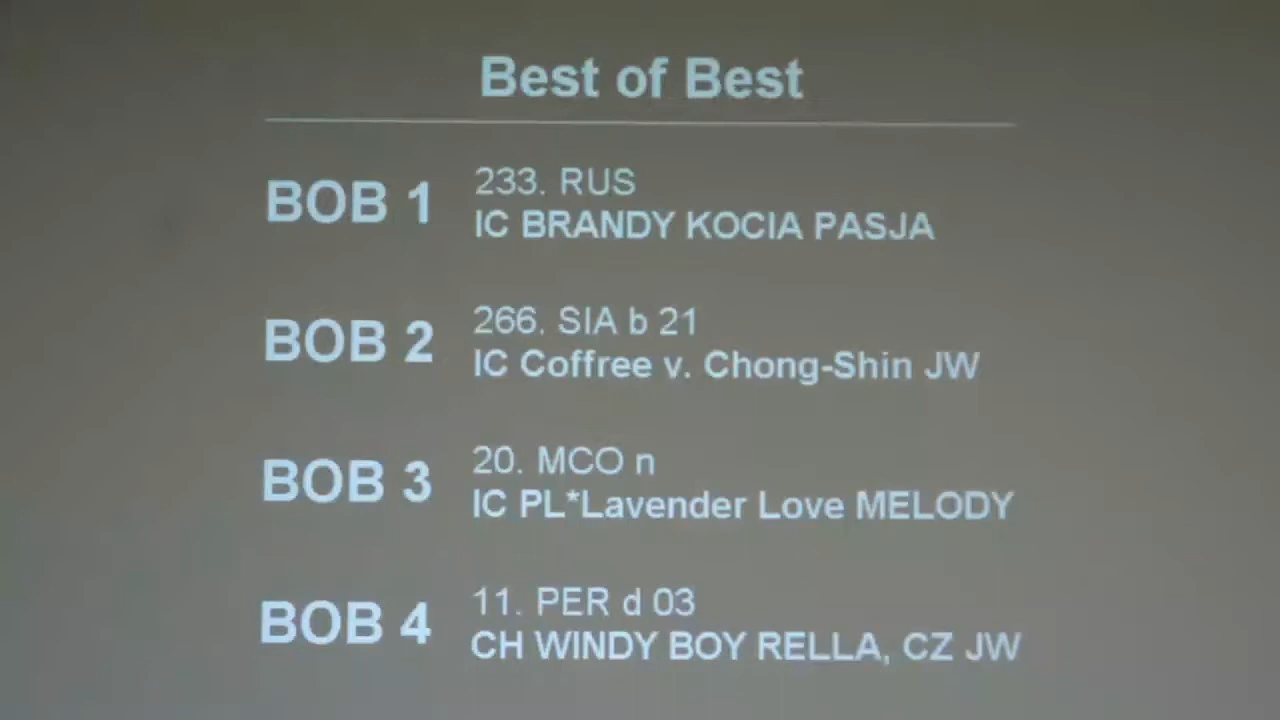 Best of Best
BOB 1
233. RUS
IC BRANDY KOCIA PASJA
BOB 2
266. SIA b 21
IC Coffree v. Chong-Shin JW
BOB 3
20. MCO n
IC PL*Lavender Love MELODY
BOB 4
11. PER d 03
CH WINDY BOY RELLA, CZ JW